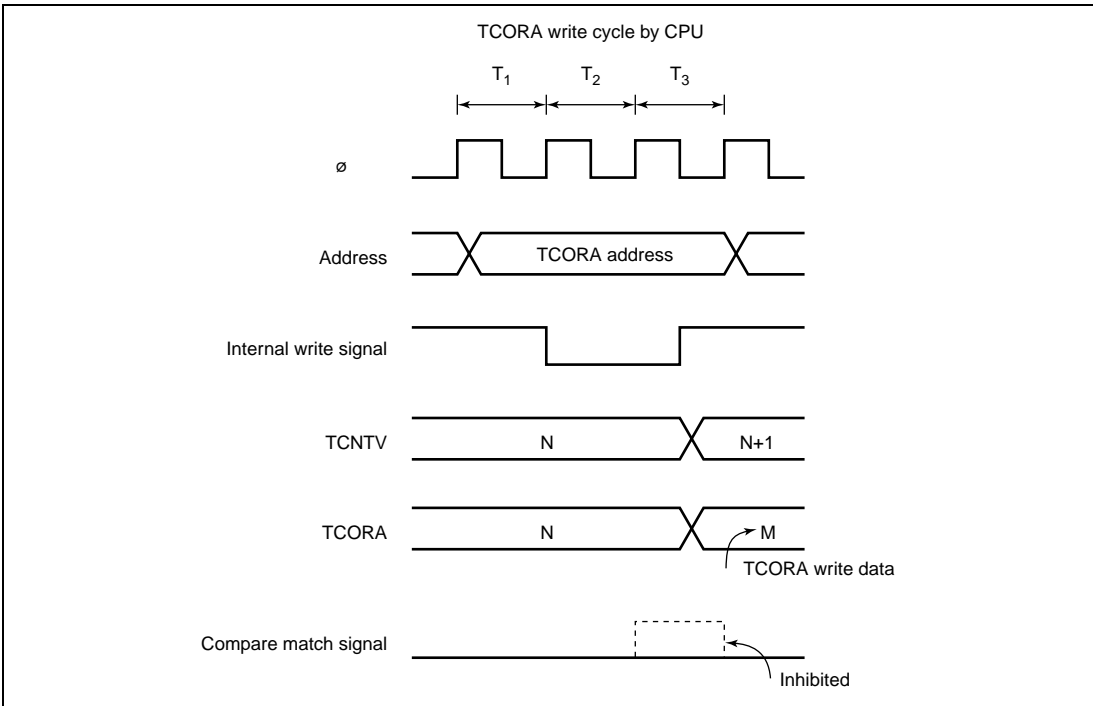 TCORA write cycle by CPU
T1 T2 T3
ø
Address TCORA address
Internal write signal
TCNTV N N+1
TCORA N M
TCORA write data
Compare match signal
Inhibited